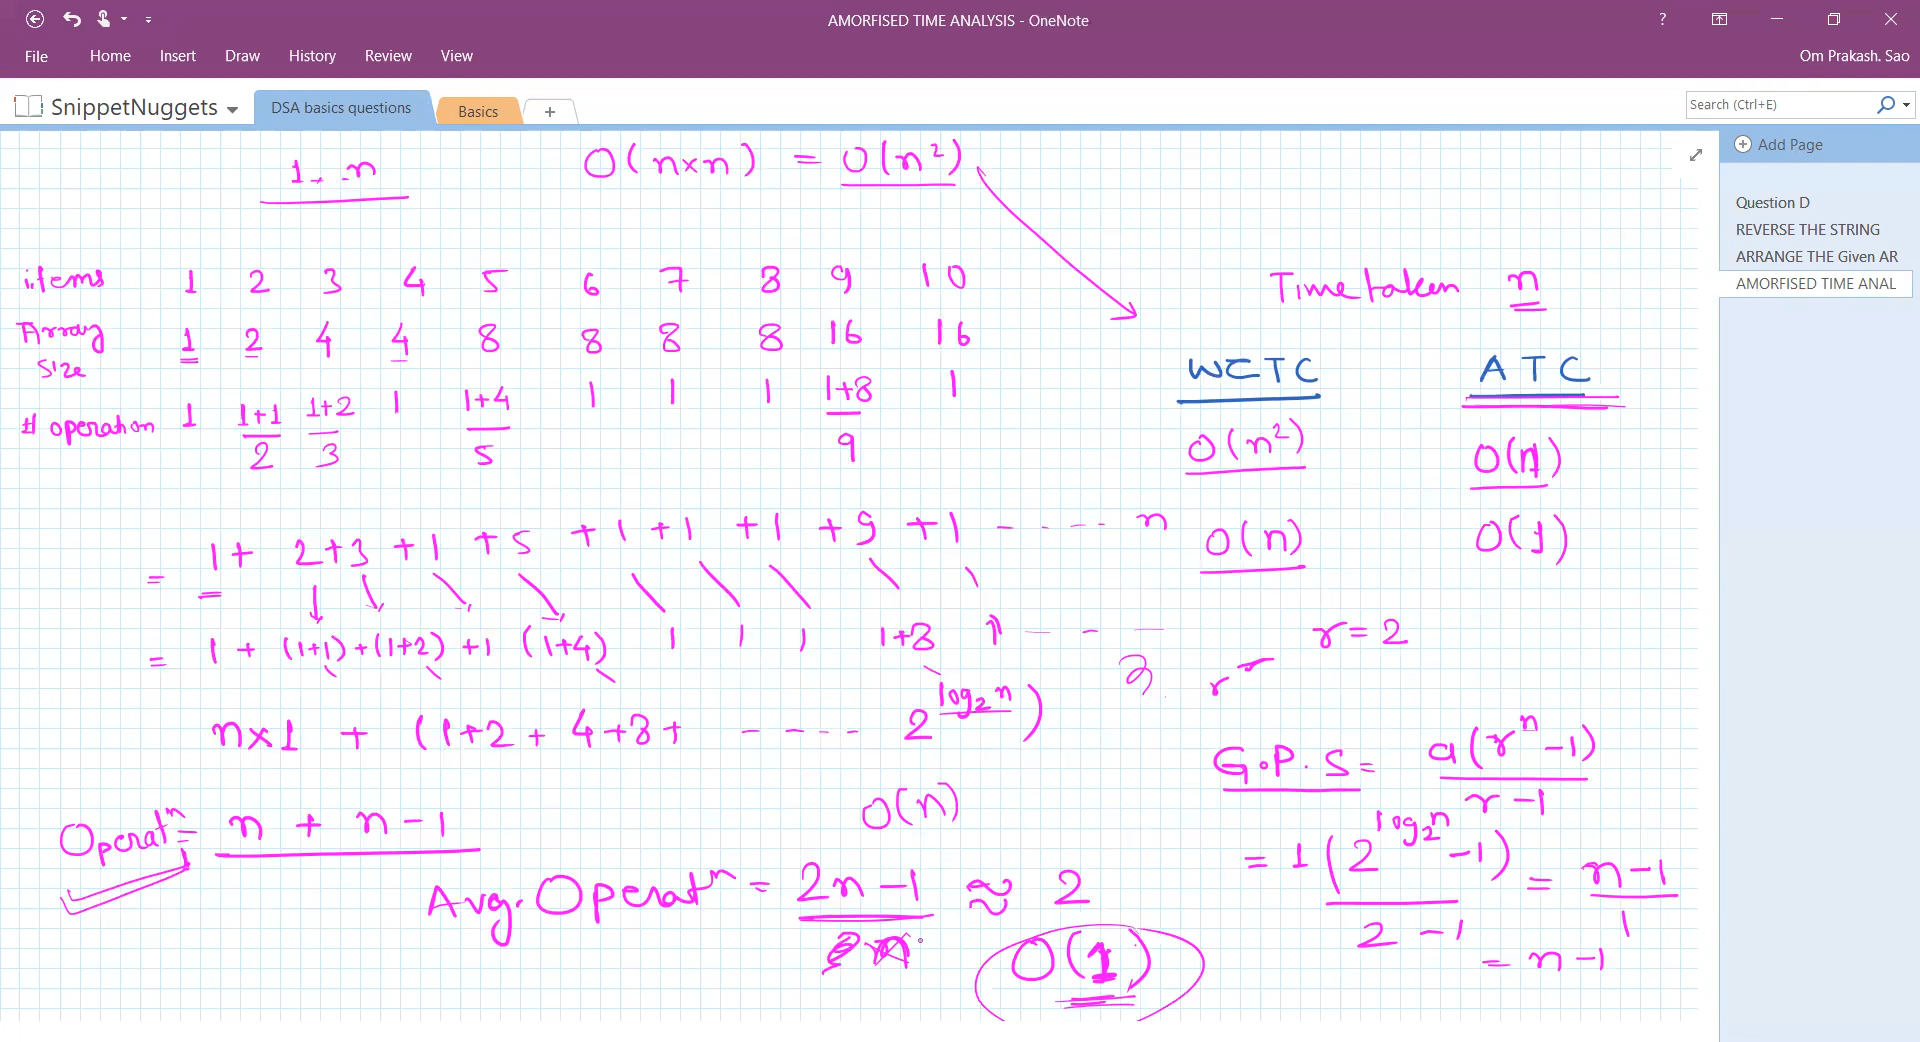 AMORFISED TIME ANALYSIS - OneNote
?
File Home Insert Draw History Review View
Om Prakash. Sao
SnippetNuggets
DSA basics questions
Basics
+
Search (Ctrl+E)
Add Page
Question D
REVERSE THE STRING
ARRANGE THE Given AR
AMORFISED TIME ANAL
1. . n
O(n×n) = O(n²)
items 1 2 3 4 5 6 7 8 9 10
Array Size 1 2 4 4 8 8 8 8 16 16
# operation 1 1+1 1+2 1 1+4 1 1 1 1+8 1
2 3 5 9
Time taken n
WCTC ATC
O(n²) O(1)
O(n) O(1)
= 1 + 2+3 +1 +5 +1 +1 +1 +9 +1 ---- n
= 1 + (1+1) +(1+2) +1 (1+4) 1 1 1 1+8 1 - - -
r = 2
n×1 + (1+2+4+8+ ----- 2^log₂n)
G.P.S = a(r^n -1)
r-1
Operatⁿ = n + n-1
O(n)
= 1(2^log₂n -1) = n-1
2-1 1
= n-1
Avg. Operatⁿ = 2n-1 ≈ 2
n
O(1)